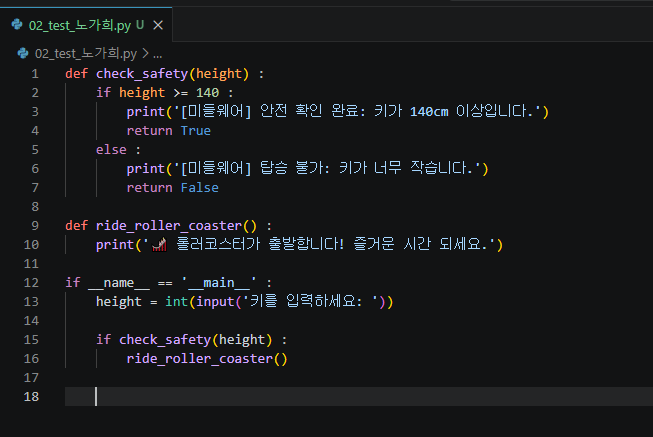 02_test_노가희.py U
02_test_노가희.py > ...
1 def check_safety(height) :
2     if height >= 140 :
3         print('[미들웨어] 안전 확인 완료: 키가 140cm 이상입니다.')
4         return True
5     else :
6         print('[미들웨어] 탑승 불가: 키가 너무 작습니다.')
7         return False
8
9 def ride_roller_coaster() :
10     print('🎢 롤러코스터가 출발합니다! 즐거운 시간 되세요.')
11
12 if __name__ == '__main__' :
13     height = int(input('키를 입력하세요: '))
14
15     if check_safety(height) :
16         ride_roller_coaster()
17
18